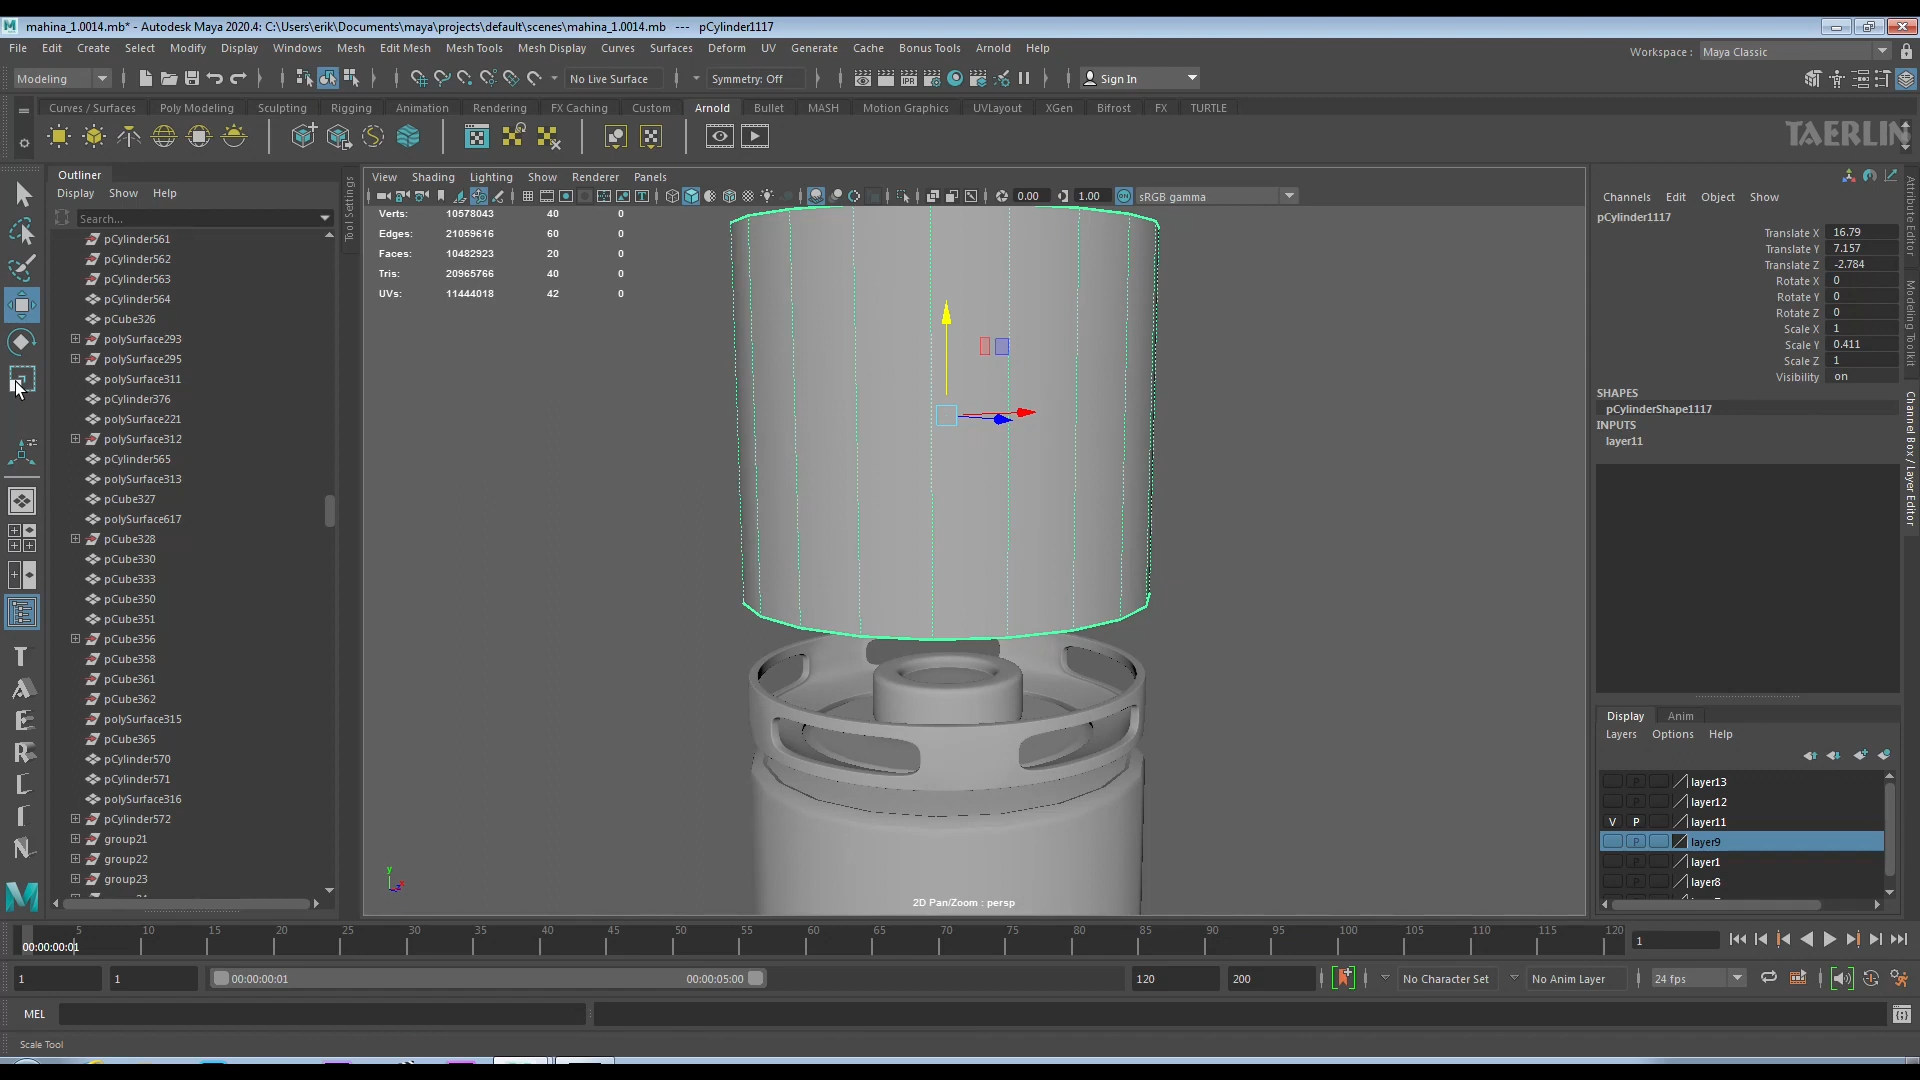 mahina_1.0014.mb* - Autodesk Maya 2020.4: C:\Users\erik\Documents\maya\projects\default\scenes\mahina_1.0014.mb --- pCylinder1117
File Edit Create Select Modify Display Windows Mesh Edit Mesh Mesh Tools Mesh Display Curves Surfaces Deform UV Generate Cache Bonus Tools Arnold Help
Workspace : Maya Classic
Modeling No Live Surface Symmetry: Off IPR Sign In
Curves / Surfaces Poly Modeling Sculpting Rigging Animation Rendering FX Caching Custom Arnold Bullet MASH Motion Graphics UVLayout XGen Bifrost FX TURTLE
TAERLIN
Outliner
Display Show Help
Search...
pCylinder561
pCylinder562
pCylinder563
pCylinder564
pCube326
polySurface293
polySurface295
polySurface311
pCylinder376
polySurface221
polySurface312
pCylinder565
polySurface313
pCube327
polySurface617
pCube328
pCube330
pCube333
pCube350
pCube351
pCube356
pCube358
pCube361
pCube362
polySurface315
pCube365
pCylinder570
pCylinder571
polySurface316
pCylinder572
group21
group22
group23
Tool Settings
View Shading Lighting Show Renderer Panels
0.00 1.00 ON sRGB gamma
Verts: 10578043 40 0
Edges: 21059616 60 0
Faces: 10482923 20 0
Tris: 20965766 40 0
UVs: 11444018 42 0
y
2D Pan/Zoom : persp
Channels Edit Object Show
pCylinder1117
Translate X 16.79
Translate Y 7.157
Translate Z -2.784
Rotate X 0
Rotate Y 0
Rotate Z 0
Scale X 1
Scale Y 0.411
Scale Z 1
Visibility on
SHAPES
pCylinderShape1117
INPUTS
layer11
Attribute Editor
Modeling Toolkit
Channel Box / Layer Editor
Display Anim
Layers Options Help
P layer13
P layer12
V P layer11
P layer9
P layer1
P layer8
5 10 15 20 25 30 35 40 45 50 55 60 65 70 75 80 85 90 95 100 105 110 115 120
00:00:00:01
1
1 1 00:00:00:01 00:00:05:00 120 200 No Character Set No Anim Layer 24 fps
MEL
Scale Tool